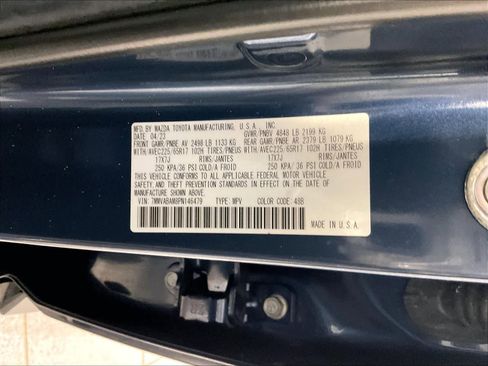 MFD. BY MAZDA TOYOTA MANUFACTURING, U.S.A., INC.
DATE: 04/23 GVWR/PNBV 4848 LB 2199 KG
FRONT GAWR/PNBE AV 2498 LB 1133 KG REAR GAWR/PNBE AR 2379 LB 1079 KG
WITH/AVEC225/65R17 102H TIRES/PNEUS WITH/AVEC225/65R17 102H TIRES/PNEUS
17X7J RIMS/JANTES 17X7J RIMS/JANTES
250 KPA/36 PSI COLD/A FROID 250 KPA/36 PSI COLD/A FROID
THIS VEHICLE CONFORMS TO ALL APPLICABLE FEDERAL MOTOR VEHICLE
SAFETY AND THEFT PREVENTION STANDARDS IN EFFECT ON THE DATE OF
MANUFACTURE SHOWN ABOVE.
VIN: 7MMVABAM8PN146479 TYPE: MPV COLOR CODE: 48B
MADE IN U.S.A.